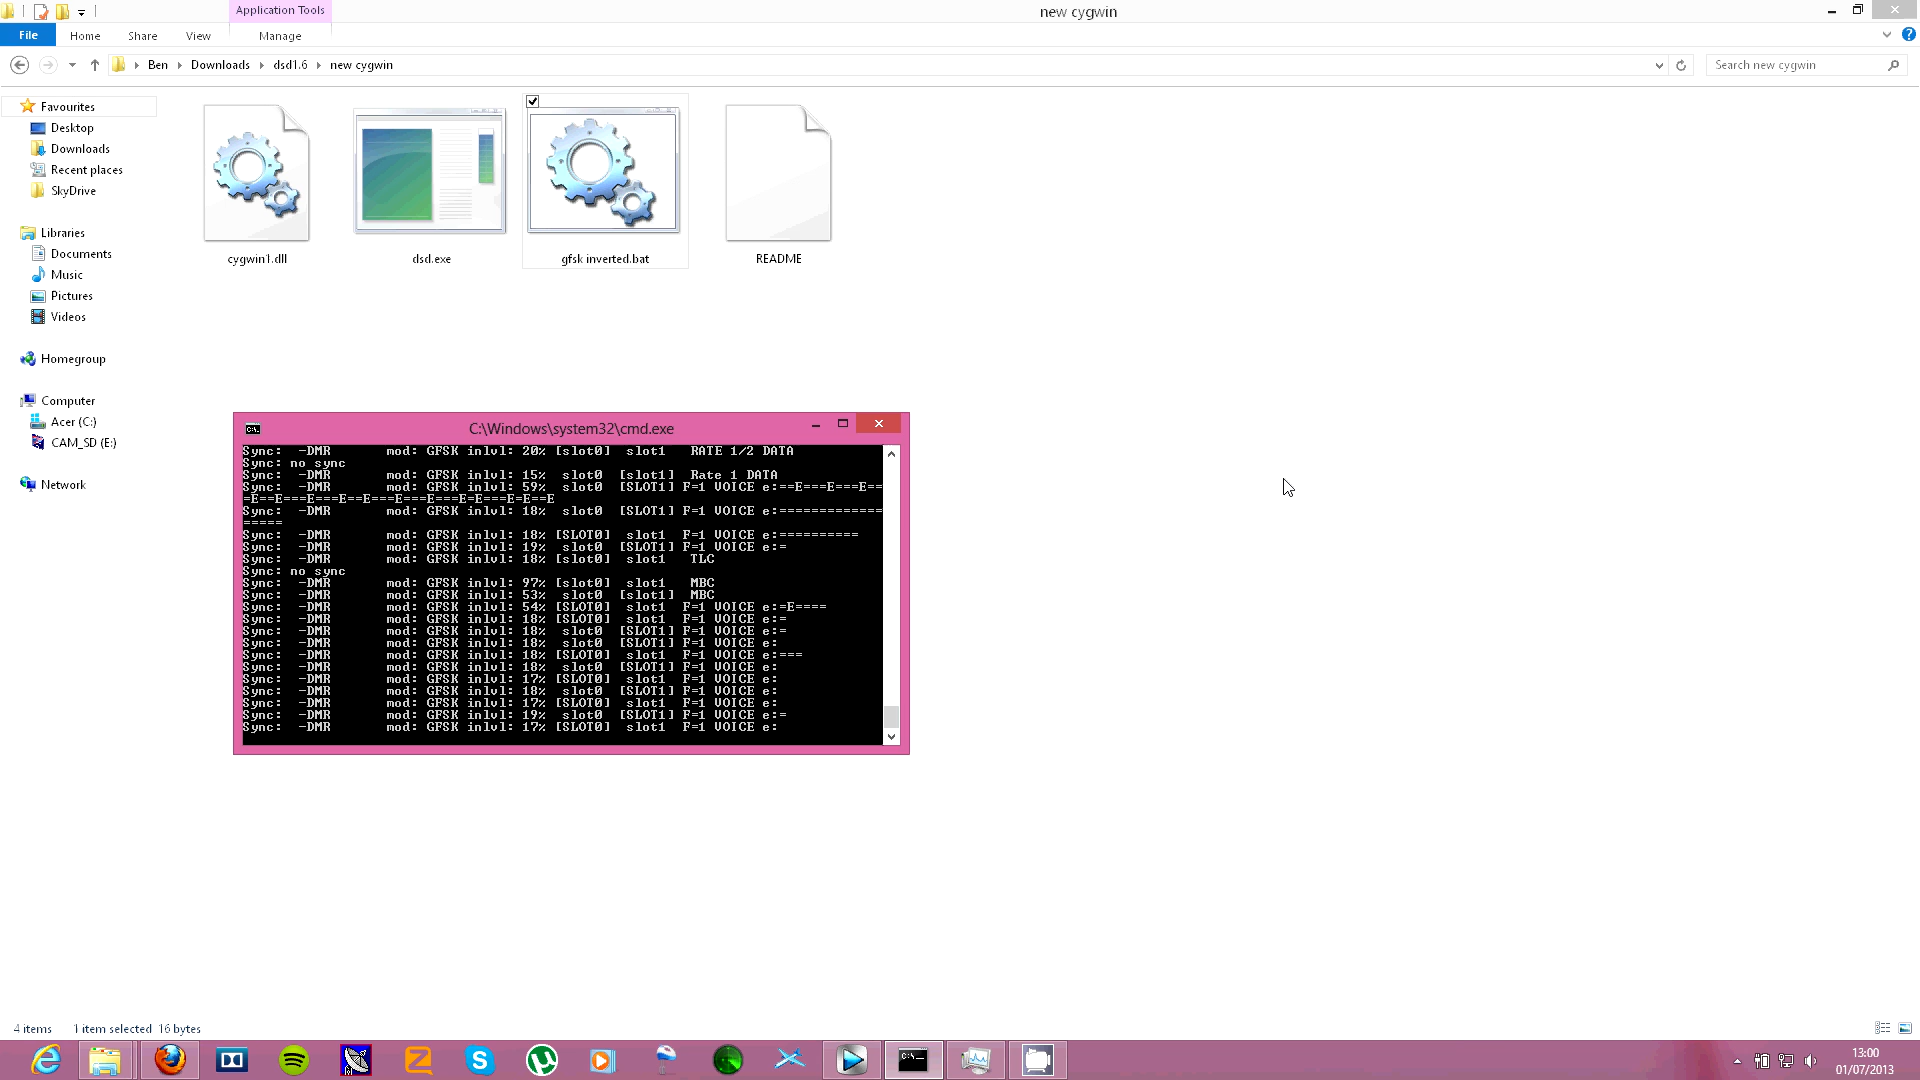 Application Tools
new cygwin
File Home Share View Manage
Ben Downloads dsd1.6 new cygwin
Search new cygwin
Favourites
Desktop
Downloads
Recent places
SkyDrive
Libraries
Documents
Music
Pictures
Videos
Homegroup
Computer
Acer (C:)
CAM_SD (E:)
Network
cygwin1.dll
dsd.exe
gfsk inverted.bat
README
C:\Windows\system32\cmd.exe
Sync:  -DMR       mod: GFSK inlvl: 20% [slot0]  slot1   RATE 1/2 DATA
Sync: no sync
Sync:  -DMR       mod: GFSK inlvl: 15%  slot0  [slot1]  Rate 1 DATA
Sync:  -DMR       mod: GFSK inlvl: 59%  slot0  [SLOT1] F=1 VOICE e:==E===E===E==
=E==E===E===E==E===E===E===E=E===E=E==E
Sync:  -DMR       mod: GFSK inlvl: 18%  slot0  [SLOT1] F=1 VOICE e:=============
=====
Sync:  -DMR       mod: GFSK inlvl: 18% [SLOT0]  slot1  F=1 VOICE e:==========
Sync:  -DMR       mod: GFSK inlvl: 19%  slot0  [SLOT1] F=1 VOICE e:=
Sync:  -DMR       mod: GFSK inlvl: 18% [slot0]  slot1   TLC
Sync: no sync
Sync:  -DMR       mod: GFSK inlvl: 97% [slot0]  slot1   MBC
Sync:  -DMR       mod: GFSK inlvl: 53%  slot0  [slot1]  MBC
Sync:  -DMR       mod: GFSK inlvl: 54% [SLOT0]  slot1  F=1 VOICE e:=E====
Sync:  -DMR       mod: GFSK inlvl: 18% [SLOT0]  slot1  F=1 VOICE e:=
Sync:  -DMR       mod: GFSK inlvl: 18%  slot0  [SLOT1] F=1 VOICE e:=
Sync:  -DMR       mod: GFSK inlvl: 18%  slot0  [SLOT1] F=1 VOICE e:
Sync:  -DMR       mod: GFSK inlvl: 18% [SLOT0]  slot1  F=1 VOICE e:===
Sync:  -DMR       mod: GFSK inlvl: 18%  slot0  [SLOT1] F=1 VOICE e:
Sync:  -DMR       mod: GFSK inlvl: 17% [SLOT0]  slot1  F=1 VOICE e:
Sync:  -DMR       mod: GFSK inlvl: 18%  slot0  [SLOT1] F=1 VOICE e:
Sync:  -DMR       mod: GFSK inlvl: 17% [SLOT0]  slot1  F=1 VOICE e:
Sync:  -DMR       mod: GFSK inlvl: 19%  slot0  [SLOT1] F=1 VOICE e:=
Sync:  -DMR       mod: GFSK inlvl: 17% [SLOT0]  slot1  F=1 VOICE e:
4 items 1 item selected 16 bytes
13:00
01/07/2013